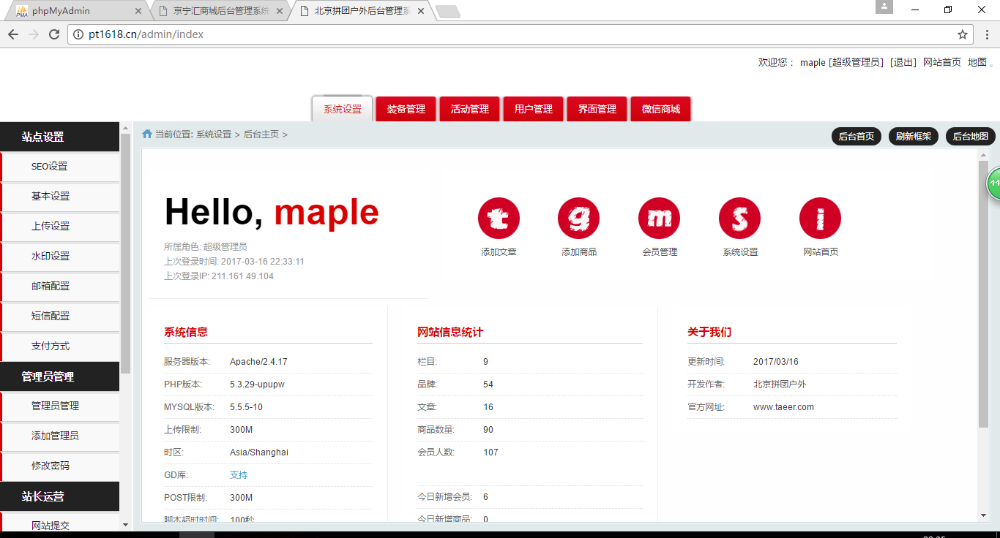 phpMyAdmin
京宁汇商城后台管理系统
北京拼团户外后台管理系
pt1618.cn/admin/index
欢迎您： maple [超级管理员] [退出] 网站首页 地图
系统设置 装备管理 活动管理 用户管理 界面管理 微信商城
当前位置: 系统设置 > 后台主页 >
后台首页 刷新框架 后台地图
站点设置
SEO设置
基本设置
上传设置
水印设置
邮箱配置
短信配置
支付方式
管理员管理
管理员管理
添加管理员
修改密码
站长运营
网站提交
Hello, maple
所属角色: 超级管理员
上次登录时间: 2017-03-16 22:33:11
上次登录IP: 211.161.49.104
t g m s i
添加文章 添加商品 会员管理 系统设置 网站首页
44
系统信息
服务器版本: Apache/2.4.17
PHP版本: 5.3.29-upupw
MYSQL版本: 5.5.5-10
上传限制: 300M
时区: Asia/Shanghai
GD库: 支持
POST限制: 300M
脚本超时时间: 100秒
网站信息统计
栏目: 9
品牌: 54
文章: 16
商品数量: 90
会员人数: 107
今日新增会员: 6
今日新增商品: 0
关于我们
更新时间: 2017/03/16
开发作者: 北京拼团户外
官方网址: www.taeer.com